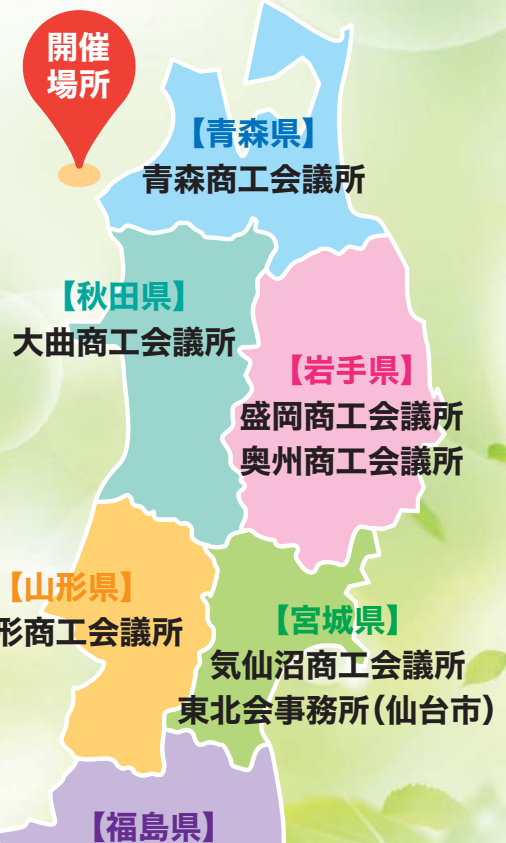 開催
場所
【青森県】
青森商工会議所
【秋田県】
大曲商工会議所
【岩手県】
盛岡商工会議所
奥州商工会議所
【山形県】
形商工会議所
【宮城県】
気仙沼商工会議所
東北会事務所（仙台市）
【福島県】